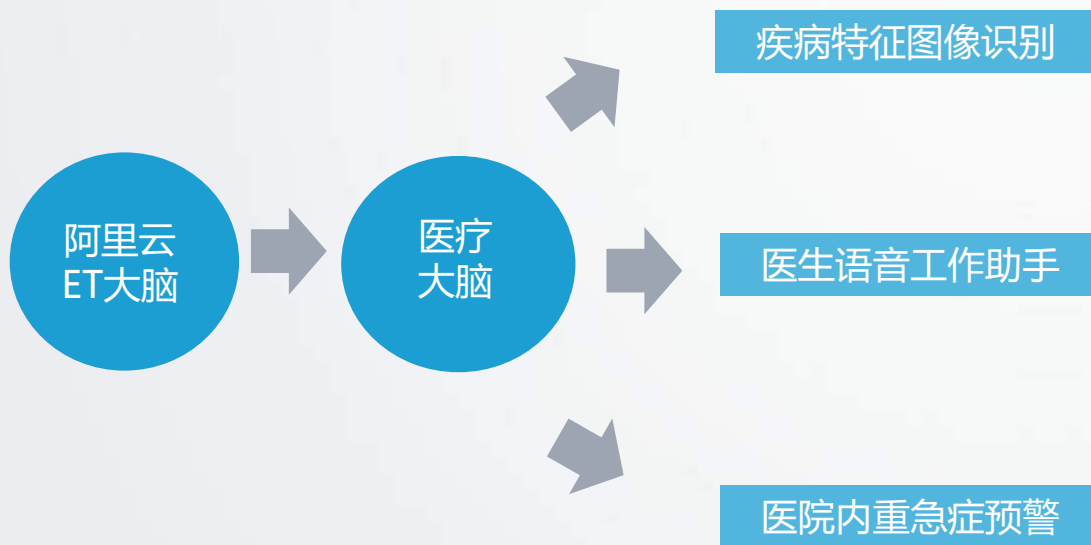 疾病特征图像识别
阿里云
ET大脑
医疗
大脑
医生语音工作助手
医院内重急症预警